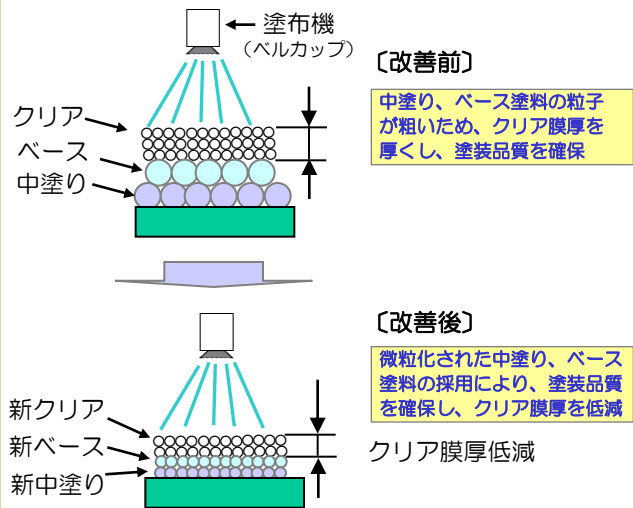 塗布機
（ベルカップ）
〔改善前〕
中塗り、ベース塗料の粒子
が粗いため、クリア膜厚を
厚くし、塗装品質を確保
クリア
ベース
中塗り
〔改善後〕
微粒化された中塗り、ベース
塗料の採用により、塗装品質
を確保し、クリア膜厚を低減
新クリア
新ベース
新中塗り
クリア膜厚低減